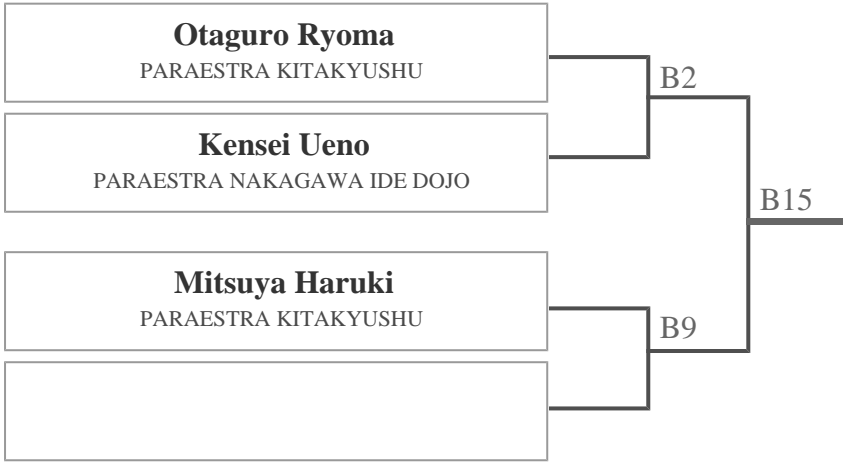 Otaguro Ryoma
PARAESTRA KITAKYUSHU
B2
Kensei Ueno
PARAESTRA NAKAGAWA IDE DOJO
B15
Mitsuya Haruki
PARAESTRA KITAKYUSHU
B9